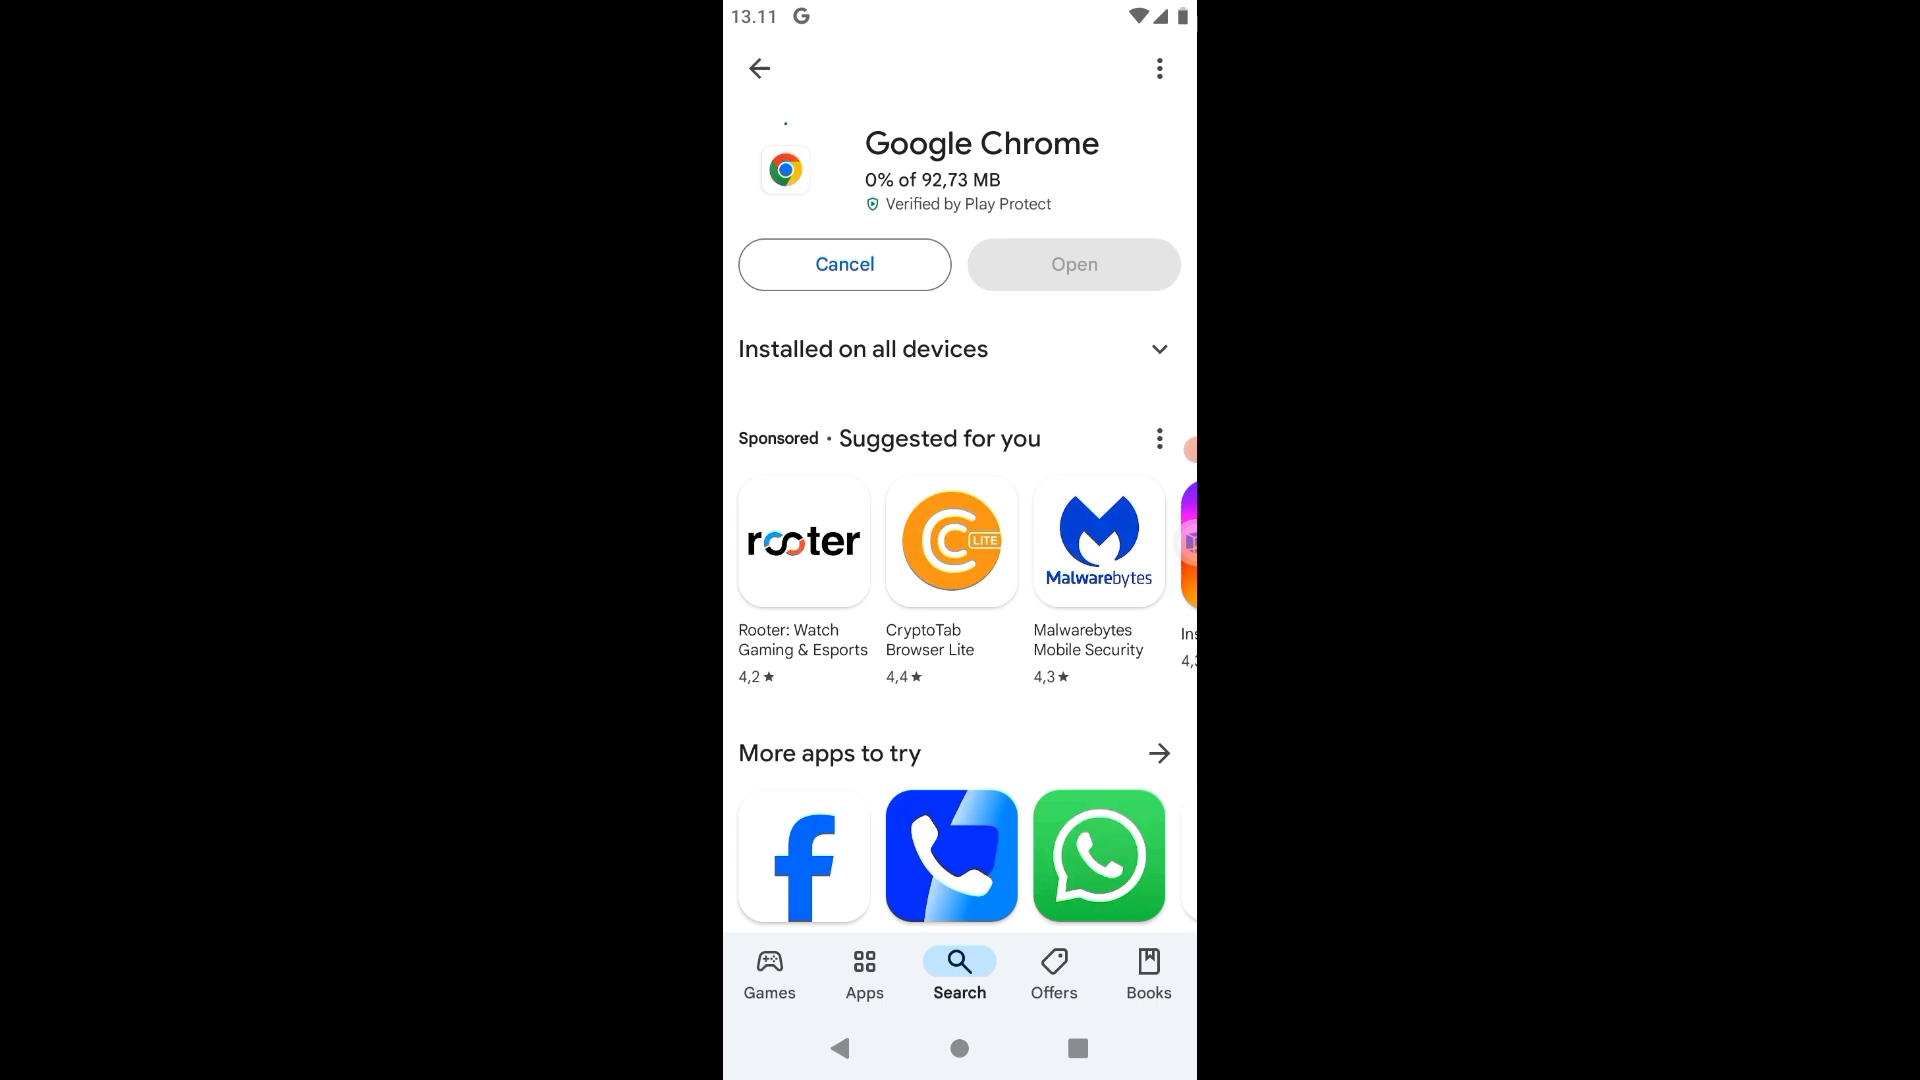 13.11
Google Chrome
0% of 92,73 MB
Verified by Play Protect
Cancel
Open
Installed on all devices
Sponsored • Suggested for you
rooter
LITE
Malwarebytes
Rooter: Watch
Gaming & Esports
4,2★
CryptoTab
Browser Lite
4,4★
Malwarebytes
Mobile Security
4,3★
Ins
4,3
More apps to try
Games
Apps
Search
Offers
Books